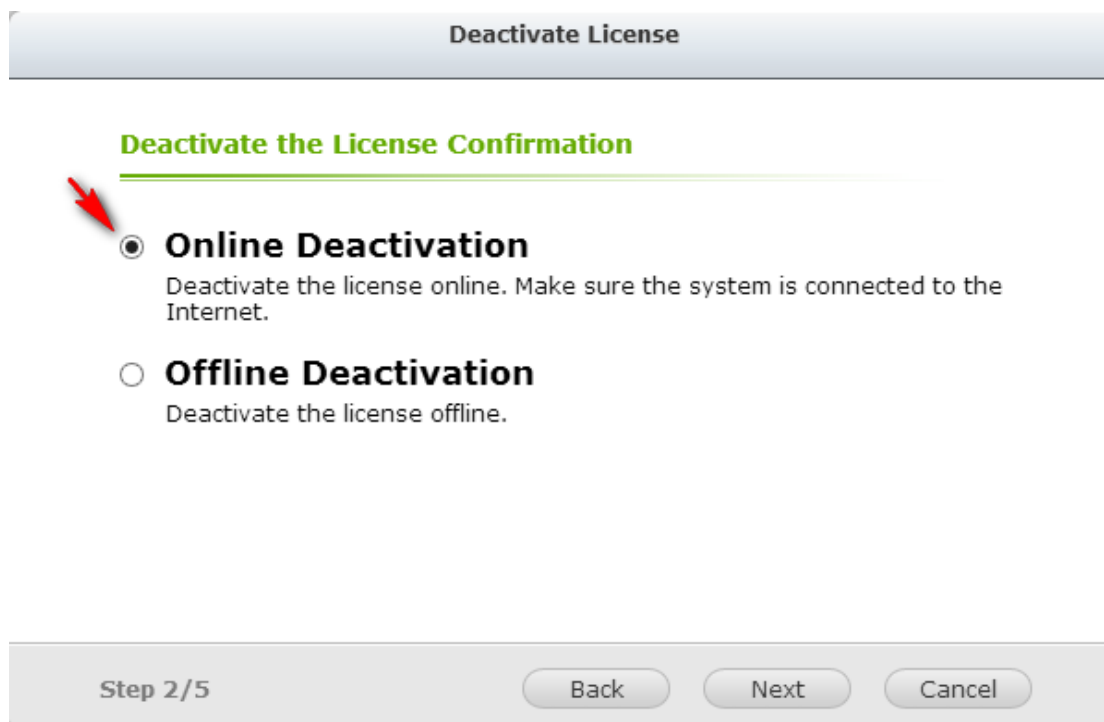 Deactivate License
Deactivate the License Confirmation
Online Deactivation
Deactivate the license online. Make sure the system is connected to the
Internet.
Offline Deactivation
Deactivate the license offline.
Step 2/5
Back
Next
Cancel